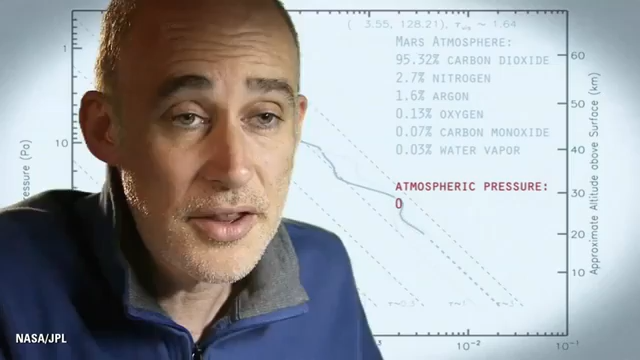 ( 3.55, 128.21), τ
~ 1.64
MARS ATMOSPHERE:
95.32% CARBON DIOXIDE
2.7% NITROGEN
1.6% ARGON
0.13% OXYGEN
0.07% CARBON MONOXIDE
0.03% WATER VAPOR
ATMOSPHERIC PRESSURE:
0
1
10
ressure (Pa)
60
50
40
30
20
10
Approximate Altitude above Surface (km)
10⁻²
10⁻¹
NASA/JPL